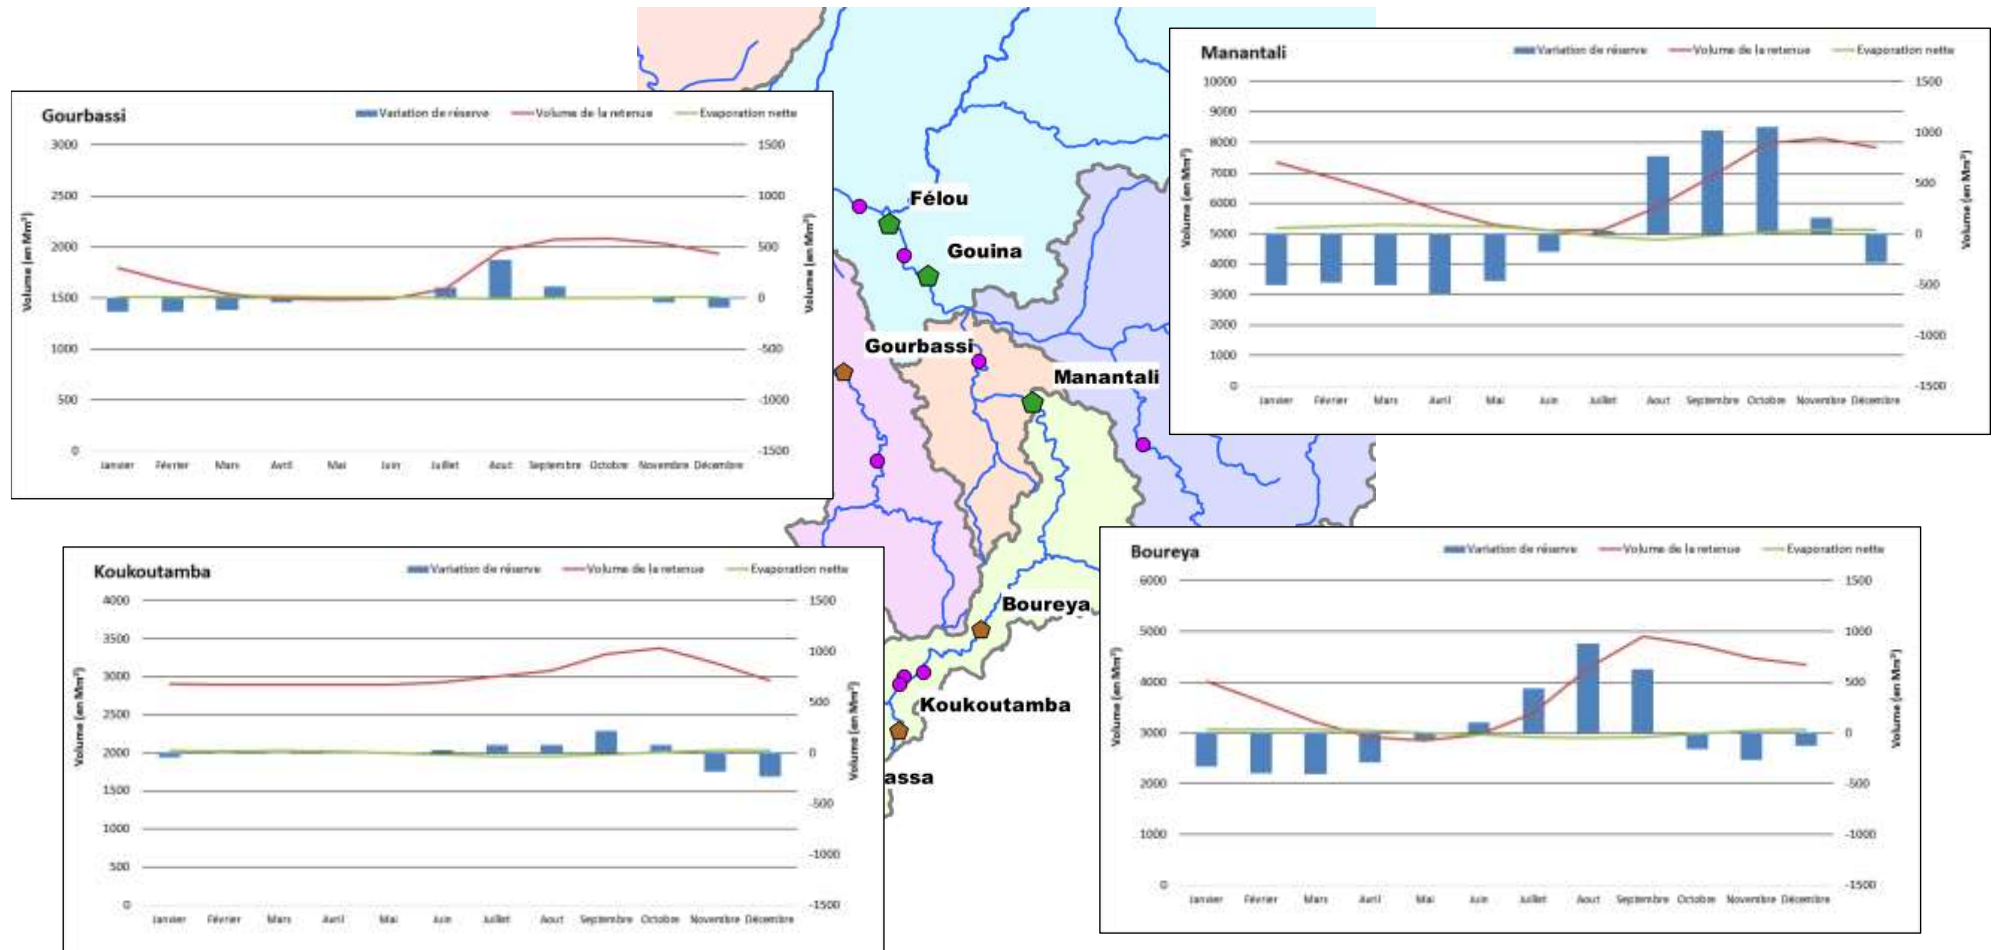 Gourbassi
Variation de réserve Volume de la retenue Evaporation nette
3000 1500
2500 1000
2000 500
1500 0
1000 -500
500 -1000
0 -1500
Volume (en Mm³)
Volume (en Mm³)
Janvier Février Mars Avril Mai Juin Juillet Aout Septembre Octobre Novembre Décembre
Manantali
Variation de réserve Volume de la retenue Evaporation nette
10000 1500
9000
8000 1000
7000 500
6000
5000 0
4000
3000 -500
2000 -1000
1000
0 -1500
Volume (en Mm³)
Volume (en Mm³)
Janvier Février Mars Avril Mai Juin Juillet Aout Septembre Octobre Novembre Décembre
Félou
Gouina
Gourbassi
Manantali
Boureya
Koukoutamba
assa
Koukoutamba
Variation de réserve Volume de la retenue Evaporation nette
4000 1500
3500
3000 1000
2500 500
2000 0
1500 -500
1000
500 -1000
0 -1500
Volume (en Mm³)
Volume (en Mm³)
Janvier Février Mars Avril Mai Juin Juillet Aout Septembre Octobre Novembre Décembre
Boureya
Variation de réserve Volume de la retenue Evaporation nette
6000 1500
5000 1000
4000 500
3000 0
2000 -500
1000 -1000
0 -1500
Volume (en Mm³)
Volume (en Mm³)
Janvier Février Mars Avril Mai Juin Juillet Aout Septembre Octobre Novembre Décembre